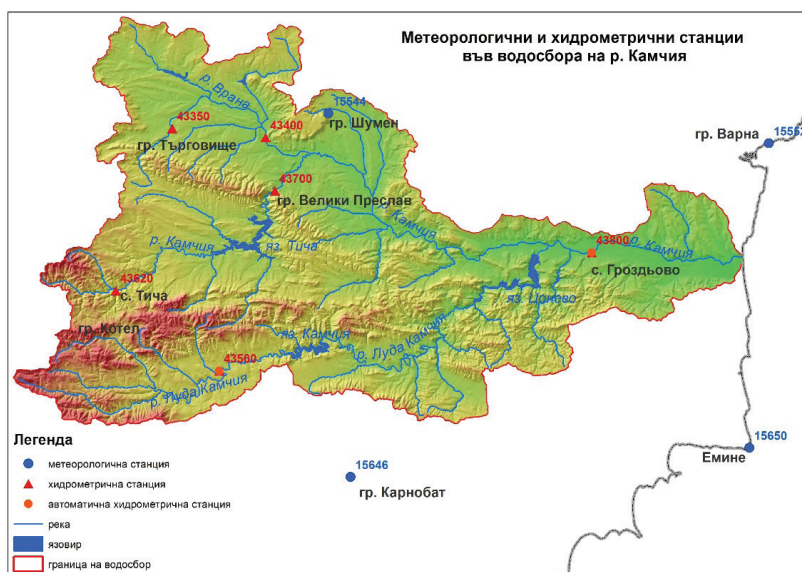 Метеорологични и хидрометрични станции
във водосбора на р. Камчия
р. Врана
15544
гр. Шумен
43350
43400
гр. Търговище
гр. Варна
1555
43700
гр. Велики Преслав
р. Камчия
р. Камчия
яз. Тича
43800
р. Камчия
с. Гроздьово
43620
с. Тича
яз. Цонево
гр. Котел
яз. Камчия
р. Луда Камчия
43500
р. Луда Камчия
15650
Емине
15646
гр. Карнобат
Легенда
метеорологична станция
хидрометрична станция
автоматична хидрометрична станция
река
язовир
граница на водосбор